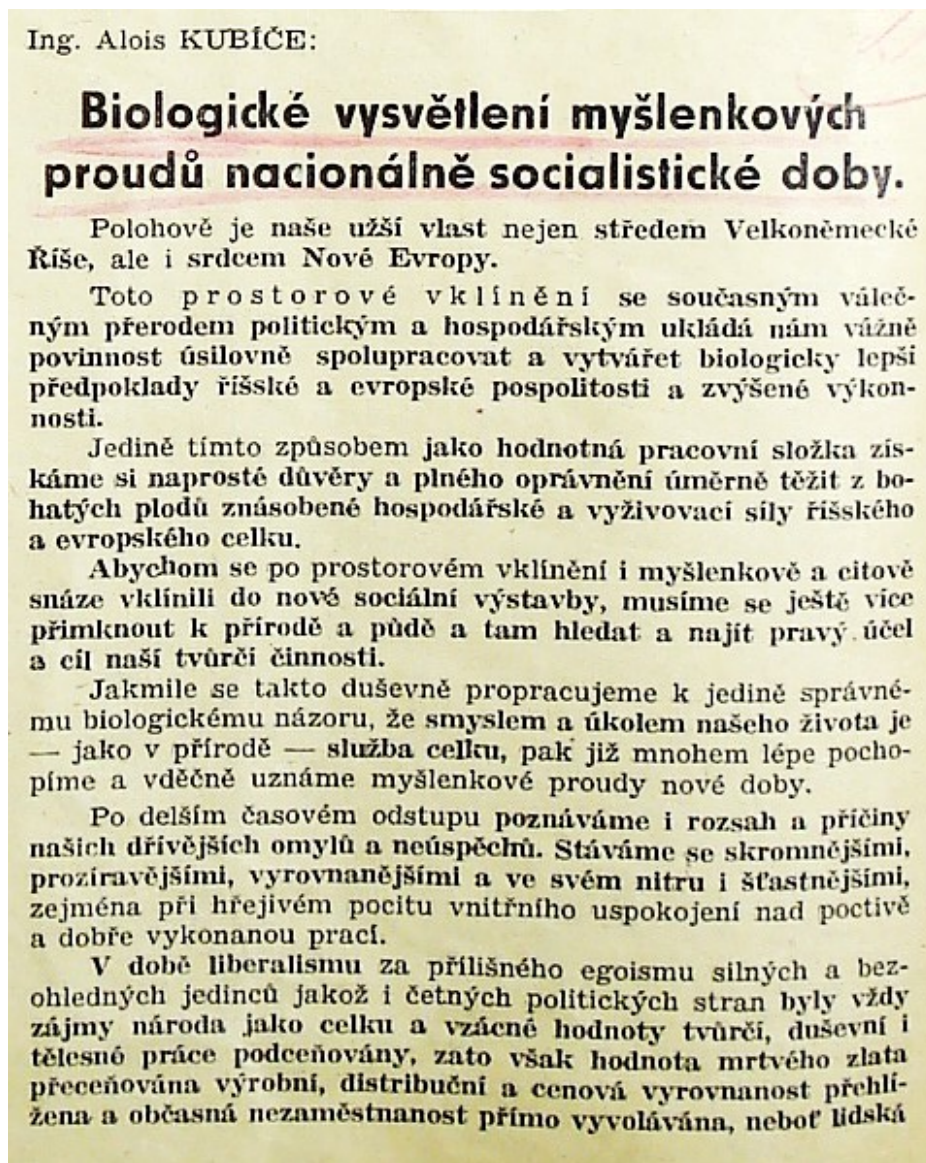 Ing. Alois KUBÍČE:
Biologické vysvětlení myšlenkových
proudů nacionálně socialistické doby.
Polohově je naše užší vlast nejen středem Velkoněmecké
Říše, ale i srdcem Nové Evropy.
Toto prostorové vklínění se současným váleč-
ným přerodem politickým a hospodářským ukládá nám vážné
povinnost úsilovně spolupracovat a vytvářet biologicky lepši
předpoklady říšské a evropské pospolitosti a zvýšené výkon-
nosti.
Jedině tímto způsobem jako hodnotná pracovní složka zís-
káme si naprosté důvěry a plného oprávnění úměrně těžit z bo-
hatých plodů znásobené hospodářské a vyživovací síly říšského
a evropského celku.
Abychom se po prostorovém vklínění i myšlenkově a citově
snáze vklínili do nové sociální výstavby, musíme se ještě více
přimknout k přírodě a půdě a tam hledat a najít pravý účel
a cíl naší tvůrčí činnosti.
Jakmile se takto duševně propracujeme k jedině správné-
mu biologickému názoru, že smyslem a úkolem našeho života je
— jako v přírodě — služba celku, pak již mnohem lépe pocho-
píme a vděčně uznáme myšlenkové proudy nové doby.
Po delším časovém odstupu poznáváme i rozsah a příčiny
našich dřívějších omylů a neúspěchů. Stáváme se skromnějšími,
prozíravějšími, vyrovnanějšími a ve svém nitru i šťastnějšími,
zejména při hřejivém pocitu vnitřního uspokojení nad poctivě
a dobře vykonanou prací.
V době liberalismu za přílišného egoismu silných a bez-
ohledných jedinců jakož i četných politických stran byly vždy
zájmy národa jako celku a vzácné hodnoty tvůrčí, duševní i
tělesné práce podceňovány, zato však hodnota mrtvého zlata
přeceňována výrobní, distribuční a cenová vyrovnanost přehlí-
žena a občasná nezaměstnanost přímo vyvolávána, neboť lidská